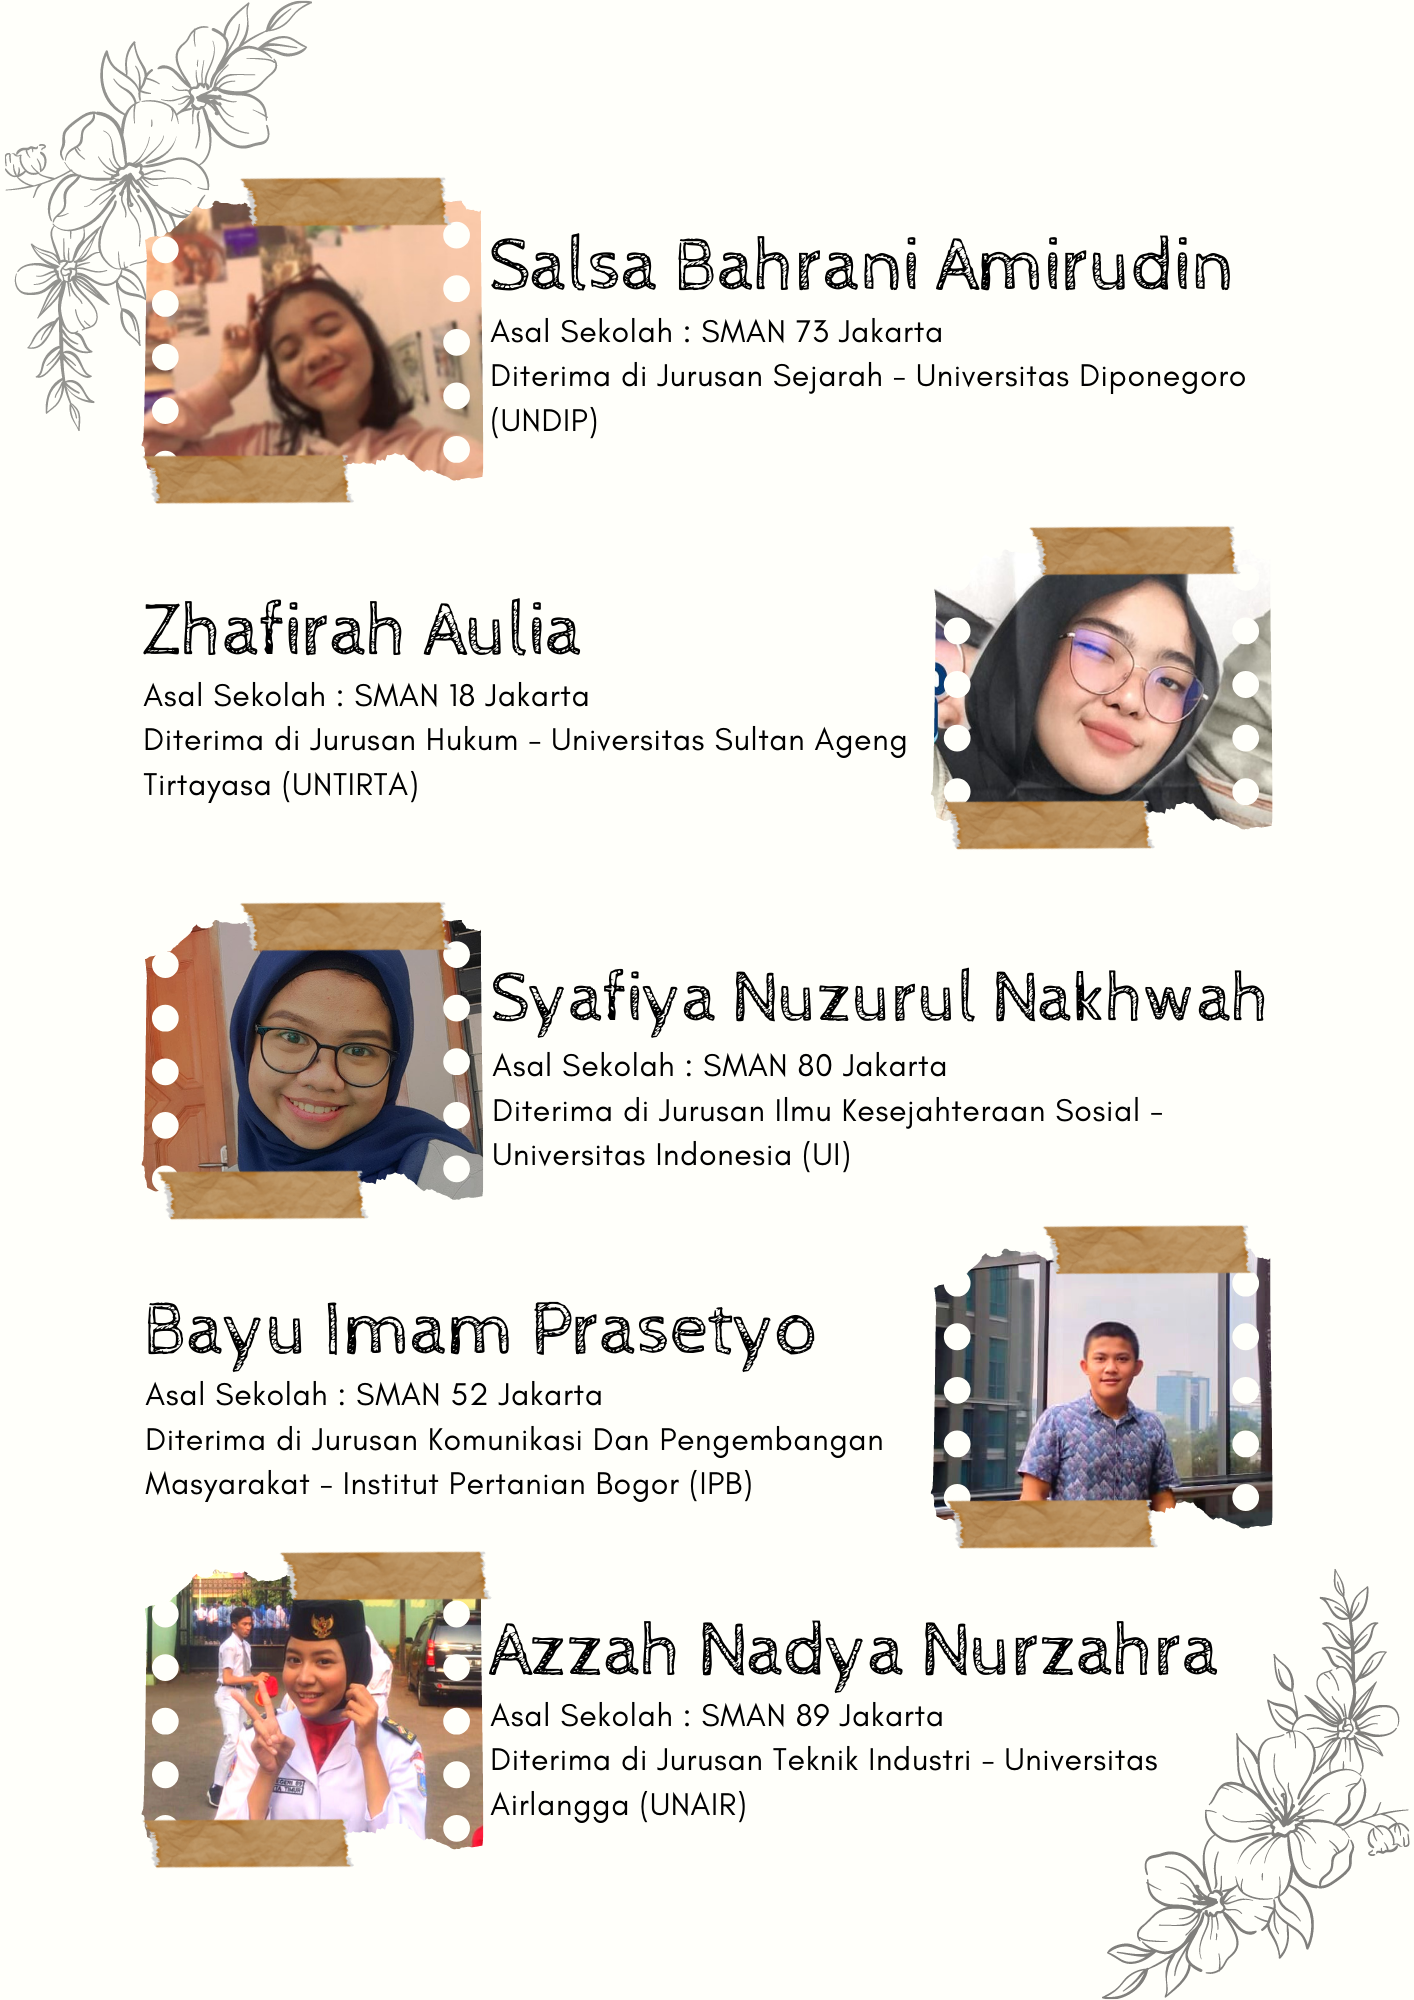 Salsa Bahrani Amirudin
Asal Sekolah : SMAN 73 Jakarta
Diterima di Jurusan Sejarah - Universitas Diponegoro
(UNDIP)
Zhafirah Aulia
Asal Sekolah : SMAN 18 Jakarta
Diterima di Jurusan Hukum - Universitas Sultan Ageng
Tirtayasa (UNTIRTA)
Syafiya Nuzurul Nakhwah
Asal Sekolah : SMAN 80 Jakarta
Diterima di Jurusan Ilmu Kesejahteraan Sosial -
Universitas Indonesia (UI)
Bayu Imam Prasetyo
Asal Sekolah : SMAN 52 Jakarta
Diterima di Jurusan Komunikasi Dan Pengembangan
Masyarakat - Institut Pertanian Bogor (IPB)
Azzah Nadya Nurzahra
Asal Sekolah : SMAN 89 Jakarta
Diterima di Jurusan Teknik Industri - Universitas
Airlangga (UNAIR)